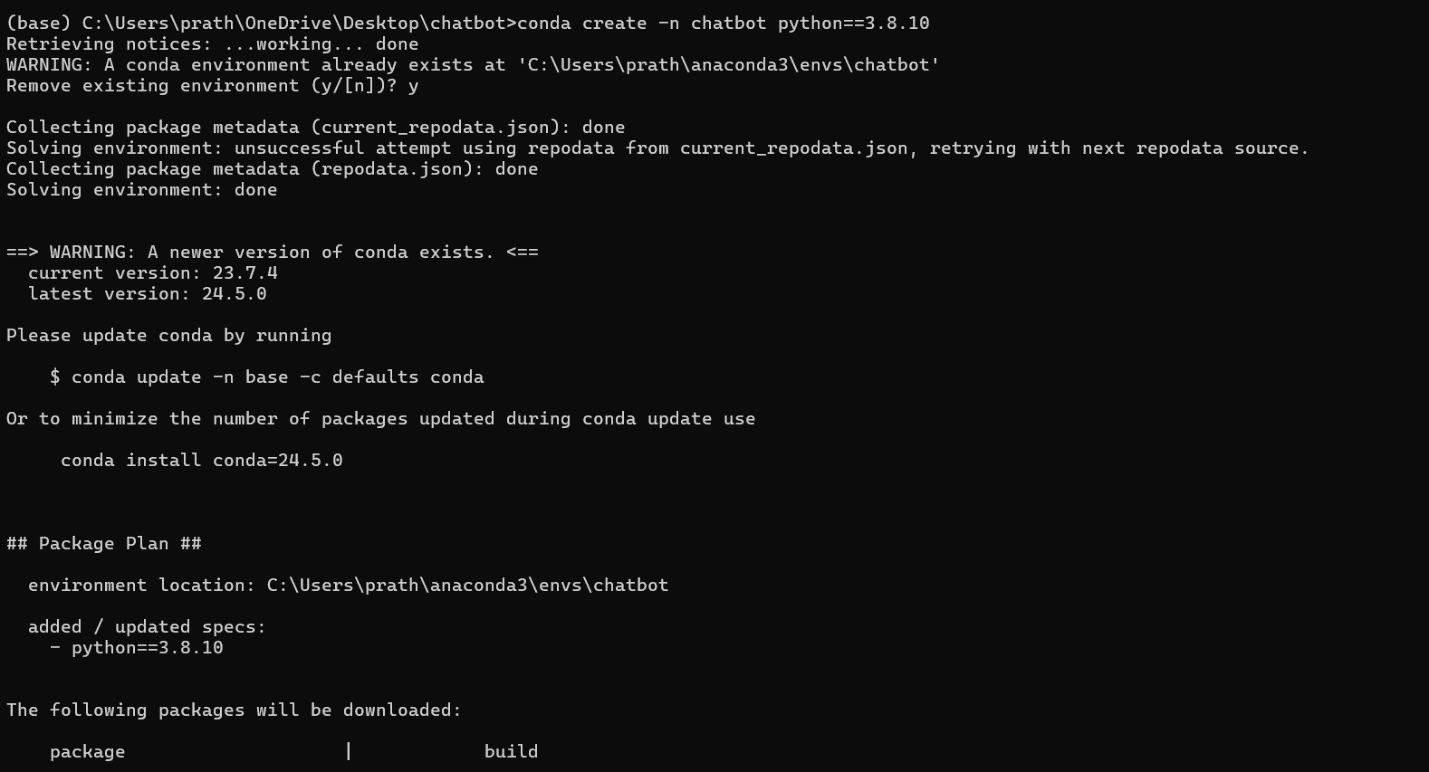 (base) C:\Users\prath\OneDrive\Desktop\chatbot>conda create -n chatbot python==3.8.10
Retrieving notices: ...working... done
WARNING: A conda environment already exists at 'C:\Users\prath\anaconda3\envs\chatbot'
Remove existing environment (y/[n])? y
Collecting package metadata (current_repodata.json): done
Solving environment: unsuccessful attempt using repodata from current_repodata.json, retrying with next repodata source.
Collecting package metadata (repodata.json): done
Solving environment: done
==> WARNING: A newer version of conda exists. <==
  current version: 23.7.4
  latest version: 24.5.0
Please update conda by running
    $ conda update -n base -c defaults conda
Or to minimize the number of packages updated during conda update use
     conda install conda=24.5.0
## Package Plan ##
  environment location: C:\Users\prath\anaconda3\envs\chatbot
  added / updated specs:
    - python==3.8.10
The following packages will be downloaded:
    package                    |            build